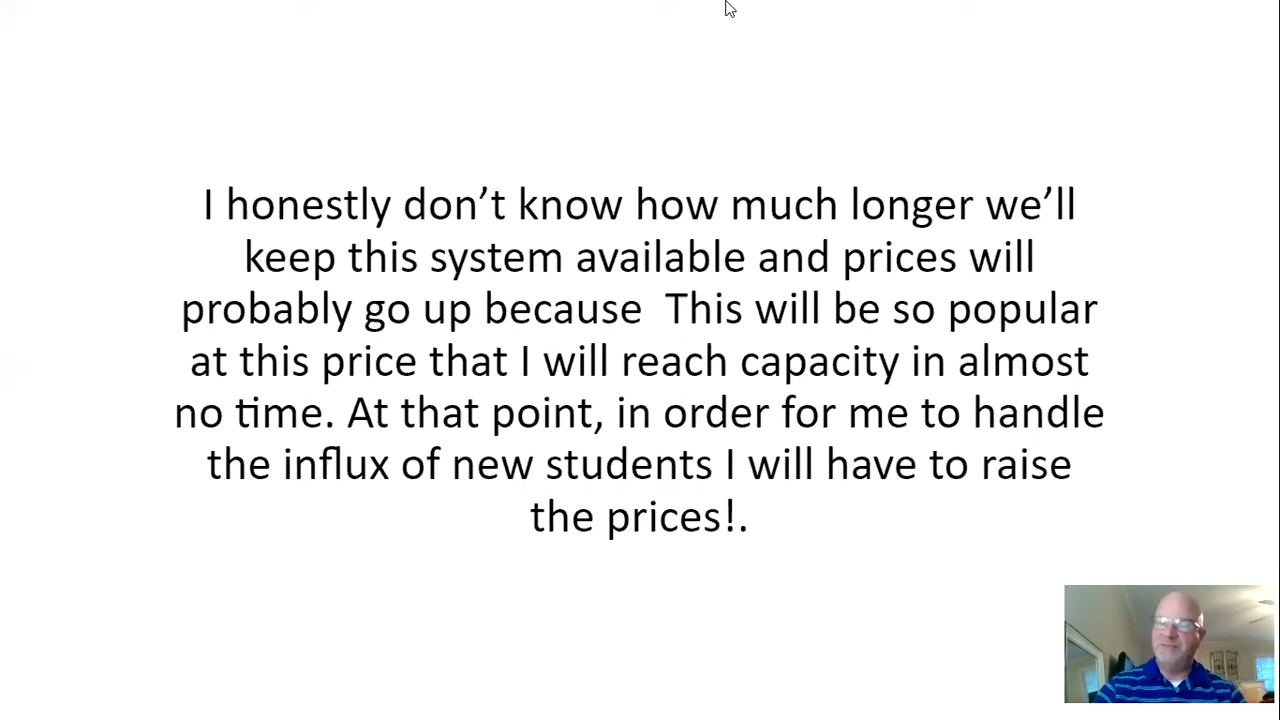 I honestly don’t know how much longer we’ll
keep this system available and prices will
probably go up because  This will be so popular
at this price that I will reach capacity in almost
no time. At that point, in order for me to handle
the influx of new students I will have to raise
the prices!.